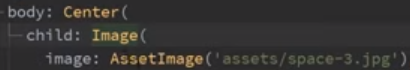 body: Center(
child: Image(
image: AssetImage('assets/space-3.jpg')